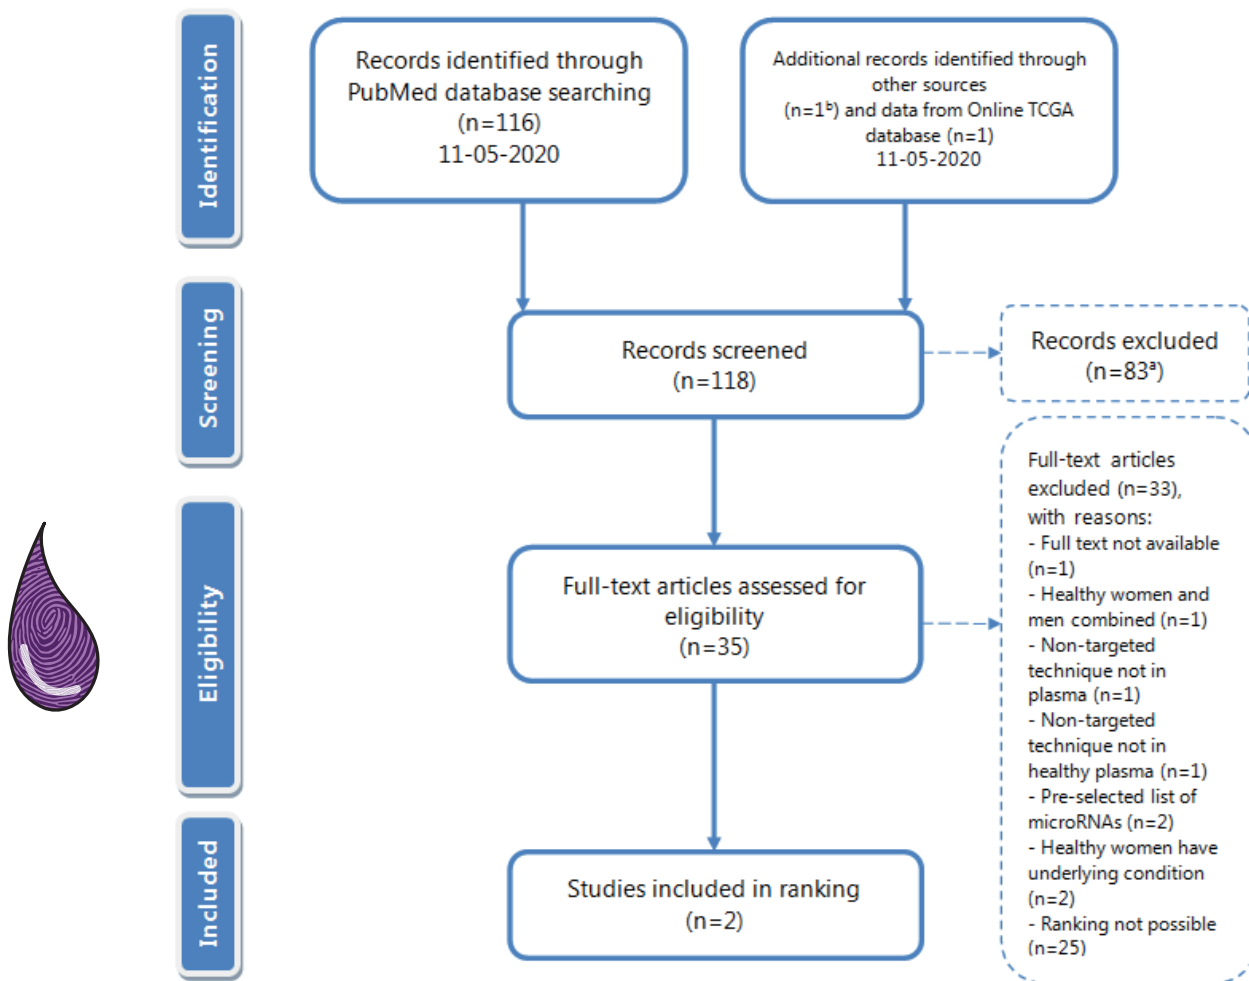 Identification
Records identified through
PubMed database searching
(n=116)
11-05-2020
Additional records identified through
other sources
(n=1ᵇ) and data from Online TCGA
database (n=1)
11-05-2020
Screening
Records screened
(n=118)
Records excluded
(n=83ᵃ)
Eligibility
Full-text articles assessed for
eligibility
(n=35)
Full-text articles
excluded (n=33),
with reasons:
- Full text not available
(n=1)
- Healthy women and
men combined (n=1)
- Non-targeted
technique not in
plasma (n=1)
- Non-targeted
technique not in
healthy plasma (n=1)
- Pre-selected list of
microRNAs (n=2)
- Healthy women have
underlying condition
(n=2)
- Ranking not possible
(n=25)
Included
Studies included in ranking
(n=2)